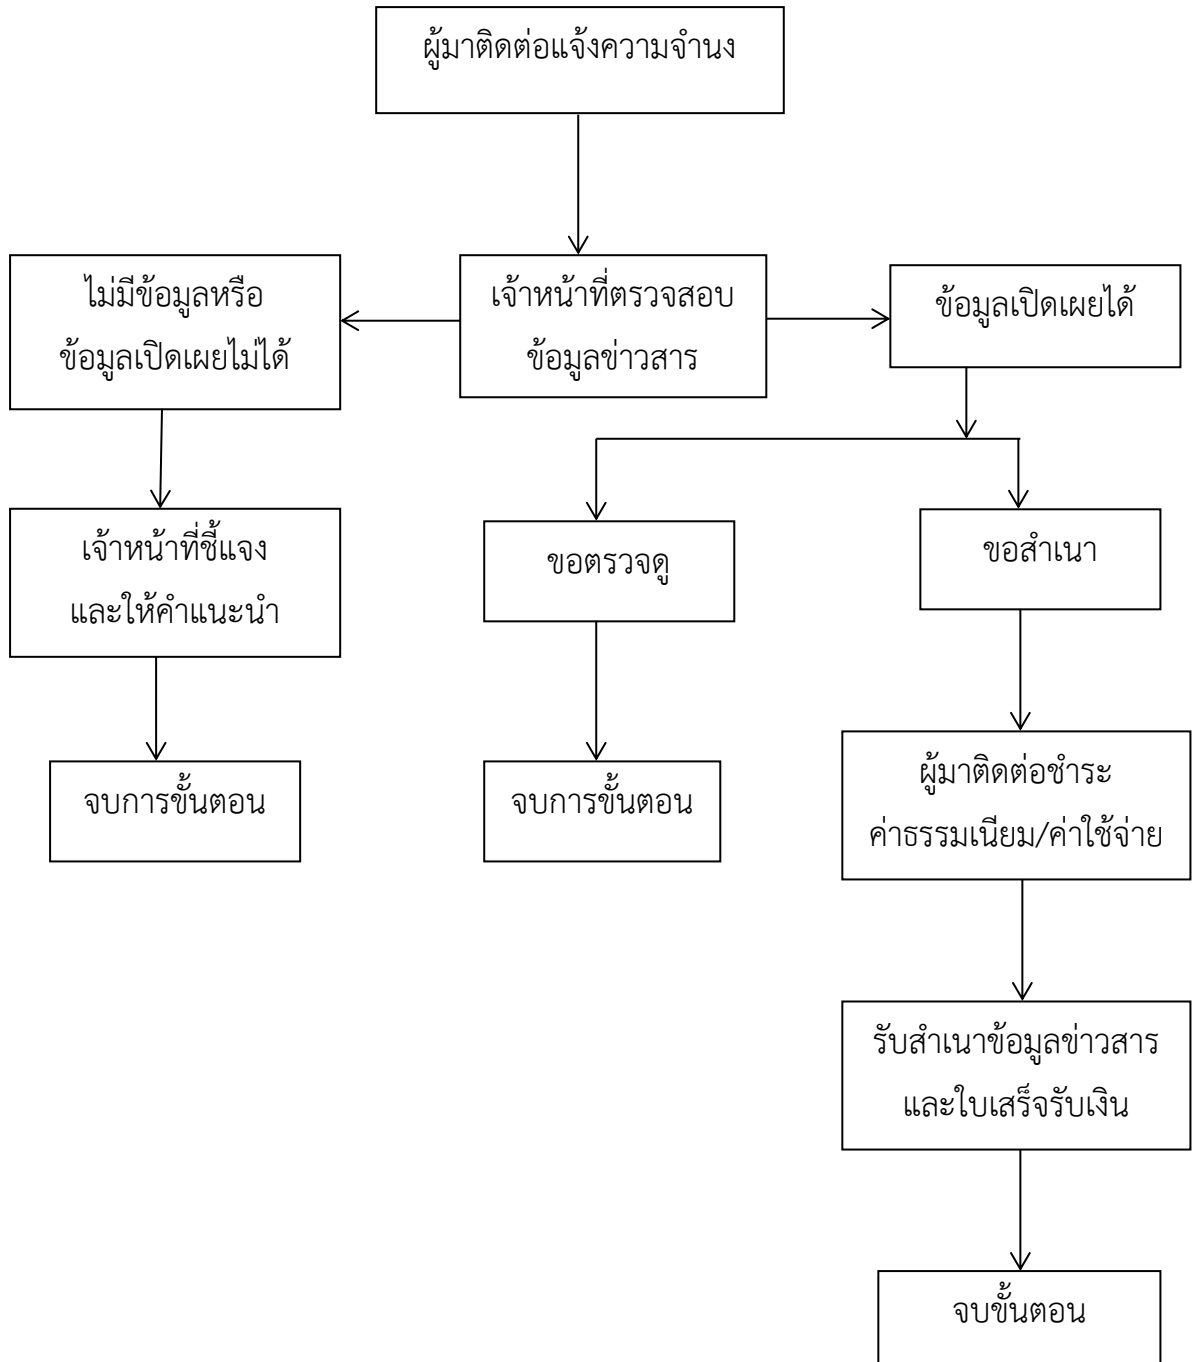 ผู้มาติดต่อแจ้งความจำนง
ไม่มีข้อมูลหรือ
ข้อมูลเปิดเผยไม่ได้
เจ้าหน้าที่ตรวจสอบ
ข้อมูลข่าวสาร
ข้อมูลเปิดเผยได้
เจ้าหน้าที่ชี้แจง
และให้คำแนะนำ
ขอตรวจดู
ขอสำเนา
จบการขั้นตอน
จบการขั้นตอน
ผู้มาติดต่อชำระ
ค่าธรรมเนียม/ค่าใช้จ่าย
รับสำเนาข้อมูลข่าวสาร
และใบเสร็จรับเงิน
จบขั้นตอน